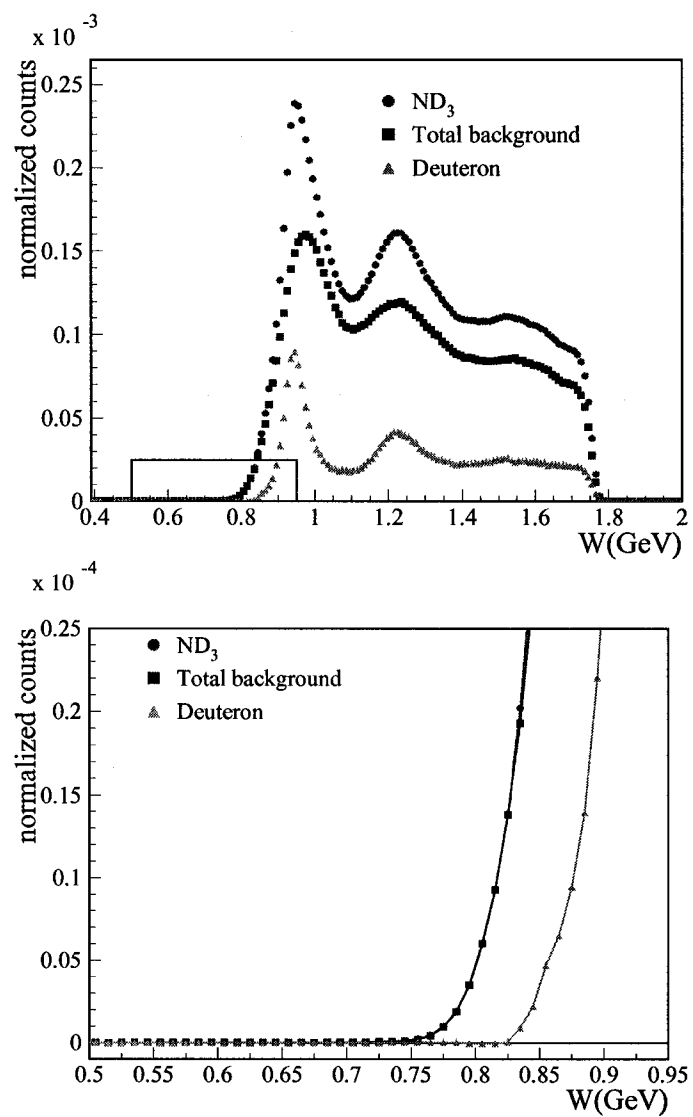 x 10 -3
normalized counts
0.25
0.2
0.15
0.1
0.05
0
ND3
Total background
Deuteron
0.4 0.6 0.8 1 1.2 1.4 1.6 1.8 2
W(GeV)
x 10 -4
normalized counts
0.25
0.2
0.15
0.1
0.05
0
ND3
Total background
Deuteron
0.5 0.55 0.6 0.65 0.7 0.75 0.8 0.85 0.9 0.95
W(GeV)